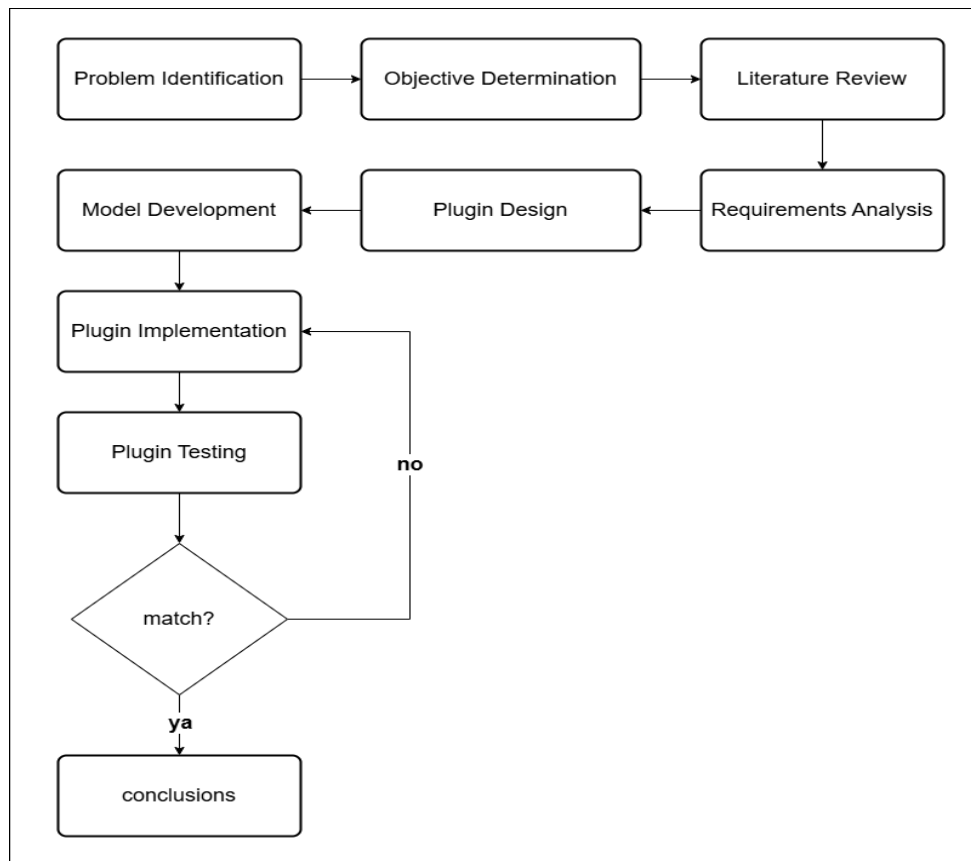 Problem Identification
Objective Determination
Literature Review
Requirements Analysis
Plugin Design
Model Development
Plugin Implementation
Plugin Testing
no
match?
ya
conclusions